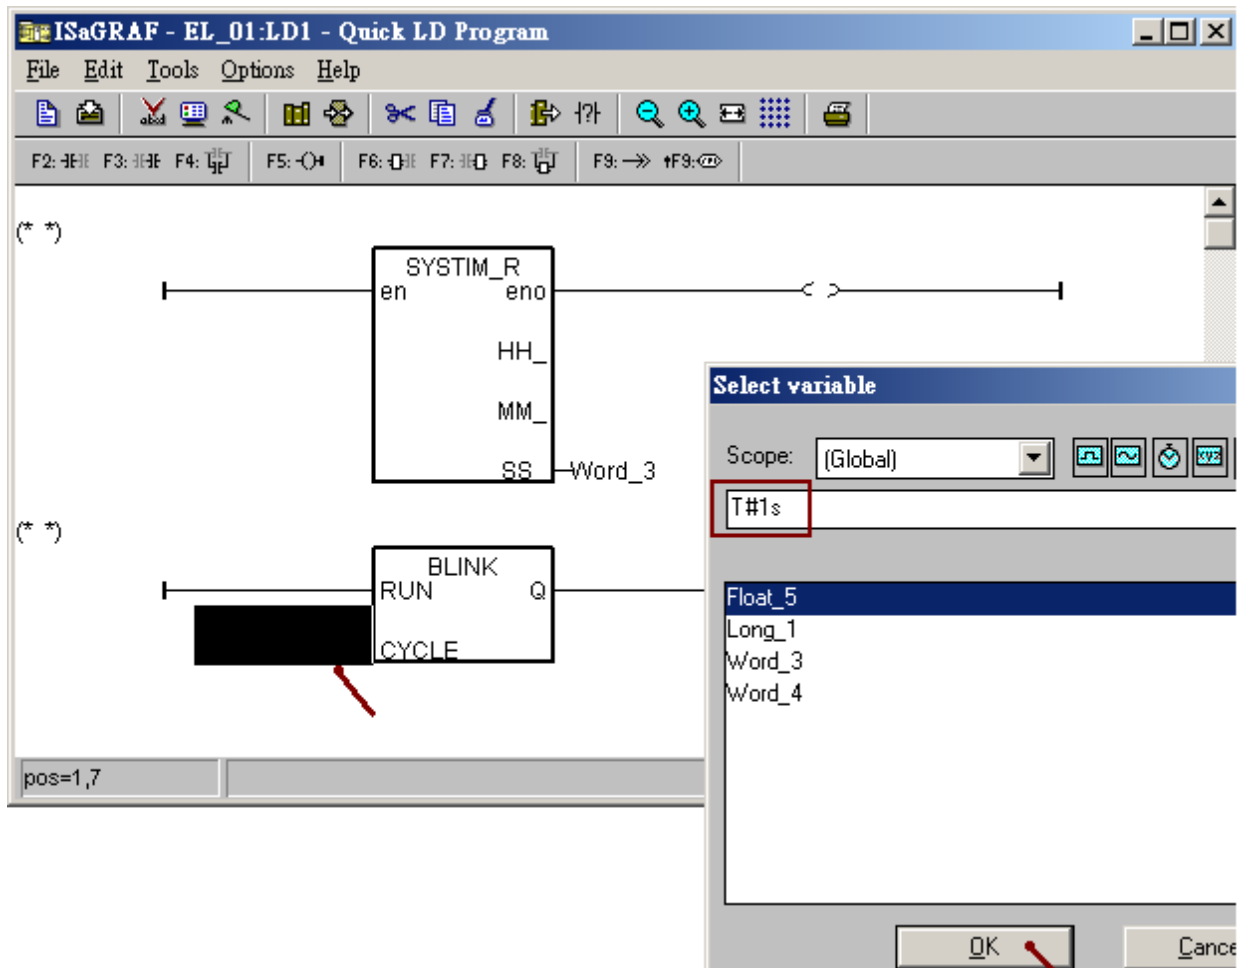 ISaGRAF - EL_01:LD1 - Quick LD Program
File Edit Tools Options Help
F2: F3: F4: F5: F6: F7: F8: F9: F9:
(* *)
SYSTIM_R
en eno
HH_
MM_
SS Word_3
(* *)
BLINK
RUN Q
CYCLE
pos=1,7
Select variable
Scope: (Global)
xyz
T#1s
Float_5
Long_1
Word_3
Word_4
OK Cance